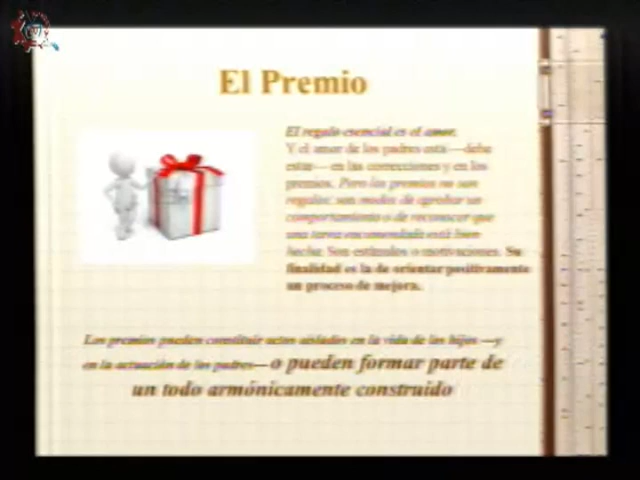 El Premio
El regalo esencial es el amor.
Y el amor de los padres está—debe
estar— en las correcciones y en los
premios. Pero los premios no son
regalos: son modos de aprobar un
comportamiento o de reconocer que
una tarea encomendada está bien
hecha. Son estímulos o motivaciones. Su
finalidad es la de orientar positivamente
un proceso de mejora.
Los premios pueden constituir actos aislados en la vida de los hijos —y
en la actuación de los padres— o pueden formar parte de
un todo armónicamente construido